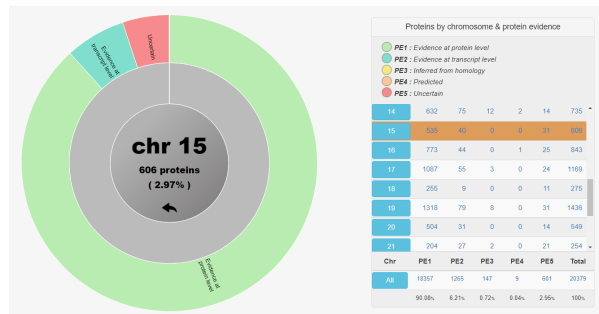 Evidence at
transcript level
Uncertain
chr 15
606 proteins
( 2.97% )
Evidence at
protein level
Proteins by chromosome & protein evidence
PE1 : Evidence at protein level
PE2 : Evidence at transcript level
PE3 : Inferred from homology
PE4 : Predicted
PE5 : Uncertain
14 632 75 12 2 14 735
15 535 40 0 0 31 606
16 773 44 0 1 25 843
17 1087 55 3 0 24 1169
18 255 9 0 0 11 275
19 1318 79 8 0 31 1436
20 504 31 0 0 14 549
21 204 27 2 0 21 254
Chr PE1 PE2 PE3 PE4 PE5 Total
All 18357 1265 147 9 601 20379
90.08% 6.21% 0.72% 0.04% 2.95% 100%